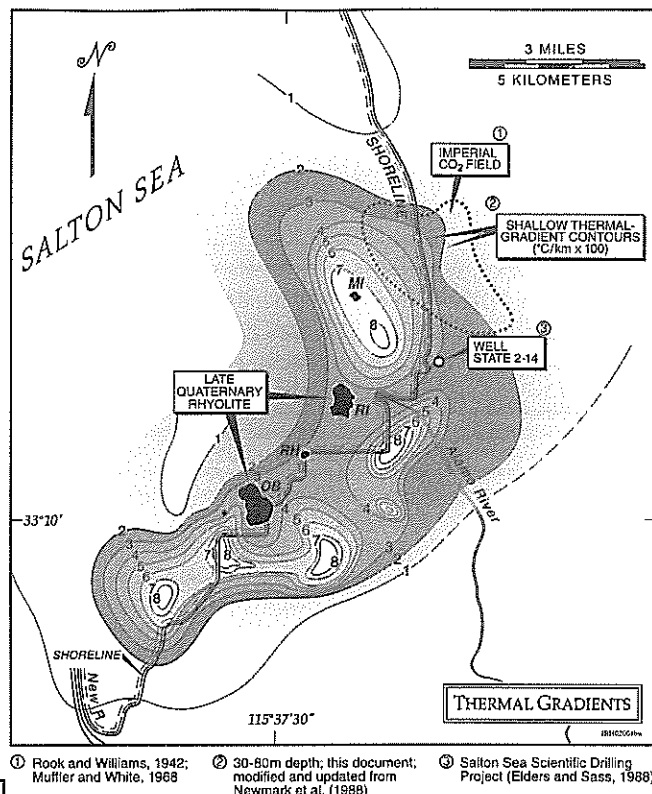 N
3 MILES
5 KILOMETERS
SALTON SEA
SHORELINE
①
IMPERIAL
CO₂ FIELD
②
SHALLOW THERMAL-
GRADIENT CONTOURS
(°C/km x 100)
③
WELL
STATE 2-14
LATE
QUATERNARY
RHYOLITE
MI
RI
RH
OB
33°10'
River
SHORELINE
New R.
115°37'30"
THERMAL GRADIENTS
① Rook and Williams, 1942;
Muffler and White, 1968
② 30-80m depth; this document;
modified and updated from
Newmark et al. (1988)
③ Salton Sea Scientific Drilling
Project (Elders and Sass, 1988)